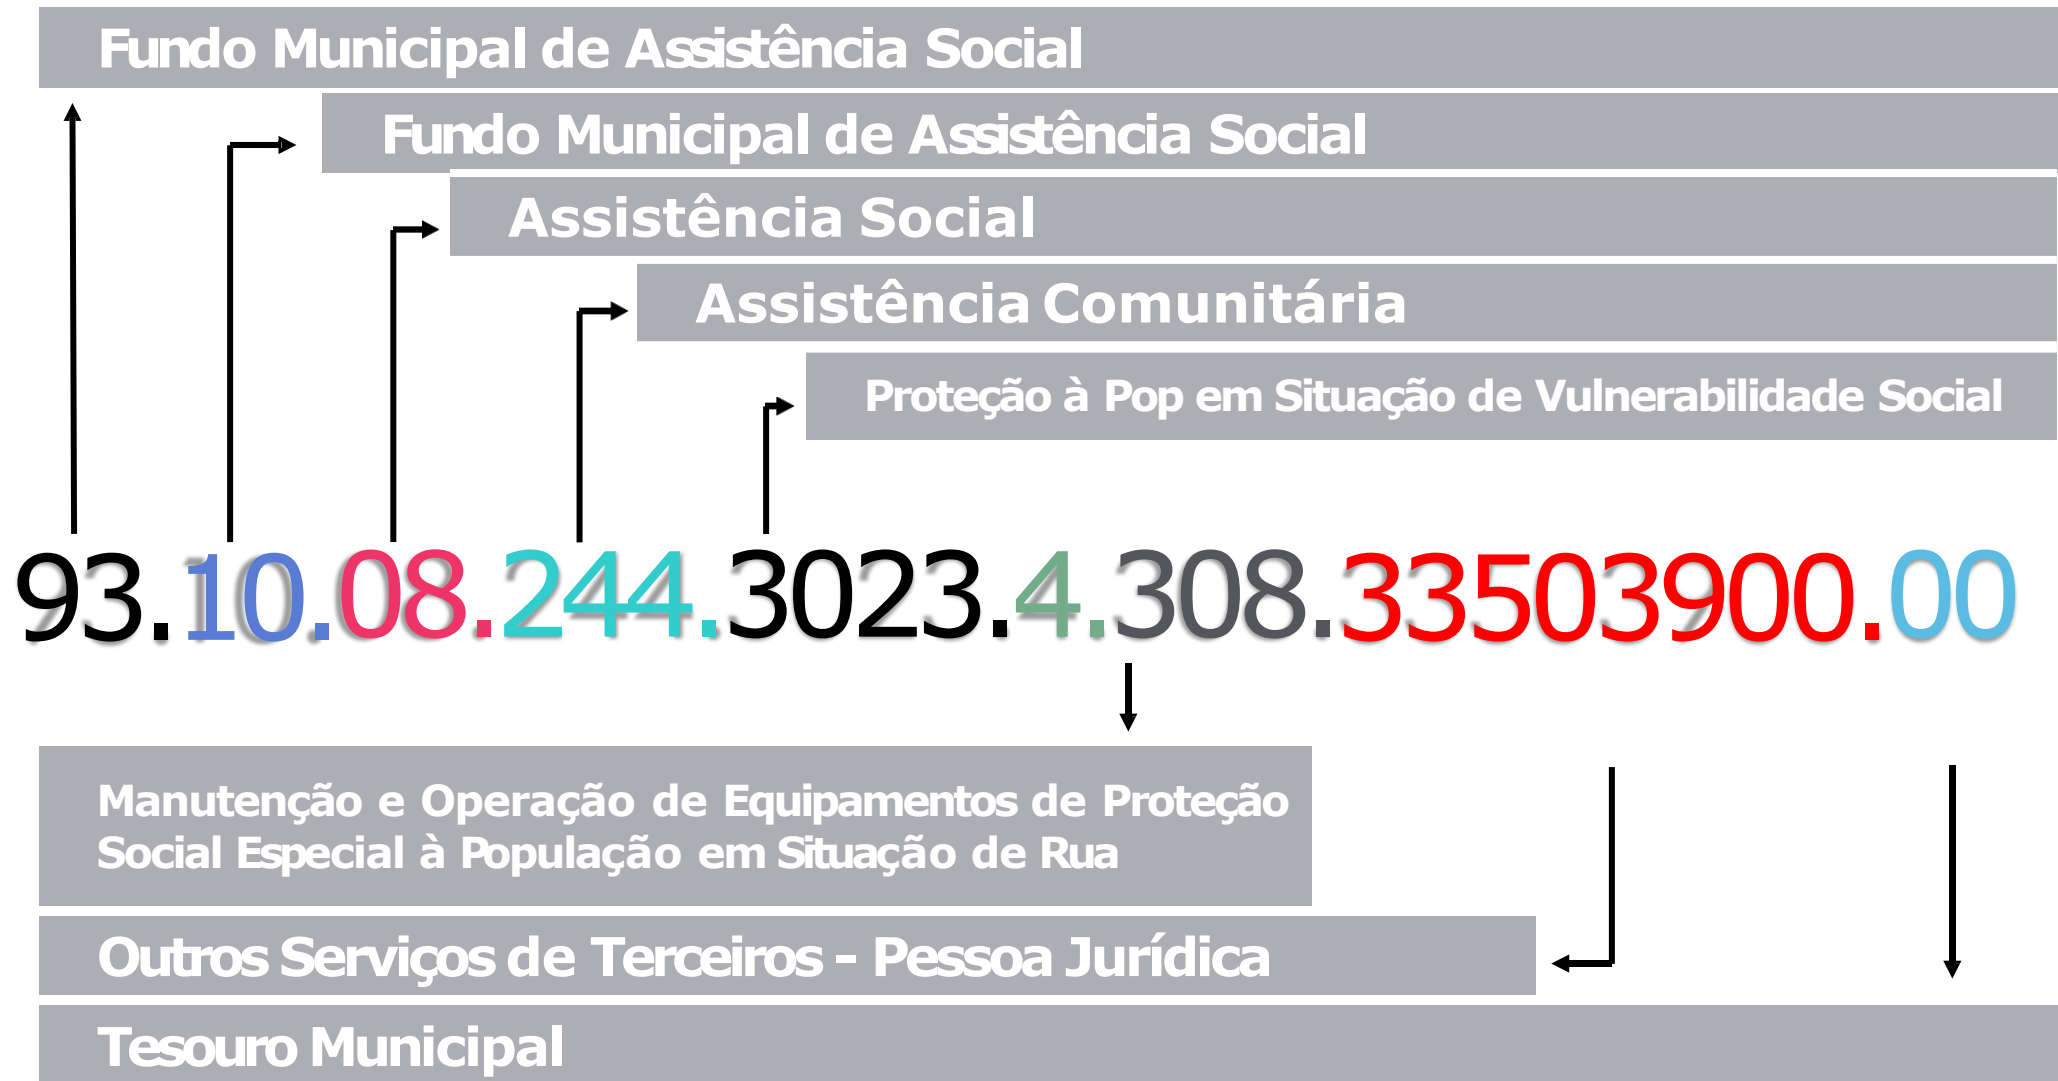 Fundo Municipal de Assistência Social
Fundo Municipal de Assistência Social
Assistência Social
Assistência Comunitária
Proteção à Pop em Situação de Vulnerabilidade Social
93.10.08.244.3023.4.308.33503900.00
Manutenção e Operação de Equipamentos de Proteção
Social Especial à População em Situação de Rua
Outros Serviços de Terceiros - Pessoa Jurídica
Tesouro Municipal